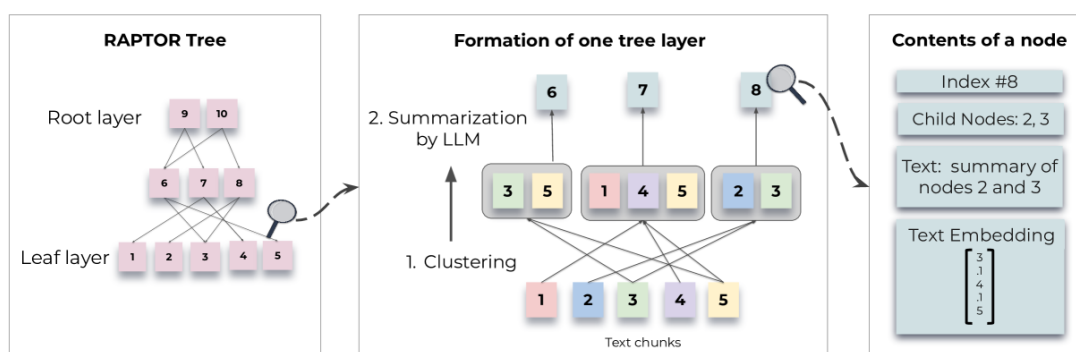 RAPTOR Tree
Root layer
9 10
6 7 8
Leaf layer
1 2 3 4 5
Formation of one tree layer
6 7 8
2. Summarization
by LLM
3 5 1 4 5 2 3
1. Clustering
1 2 3 4 5
Text chunks
Contents of a node
Index #8
Child Nodes: 2, 3
Text: summary of
nodes 2 and 3
Text Embedding
3
.1
4
.1
5